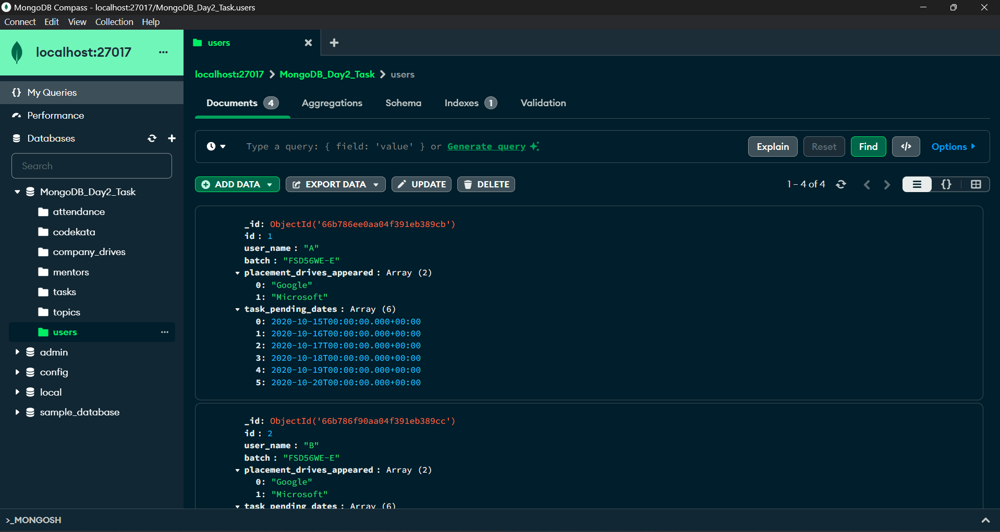 MongoDB Compass - localhost:27017/MongoDB_Day2_Task.users
Connect Edit View Collection Help
localhost:27017 ...
My Queries
Performance
Databases
Search
MongoDB_Day2_Task
attendance
codekata
company_drives
mentors
tasks
topics
users ...
admin
config
local
sample_database
users
localhost:27017 > MongoDB_Day2_Task > users
Documents 4 Aggregations Schema Indexes 1 Validation
Type a query: { field: 'value' } or Generate query
Explain Reset Find </> Options
ADD DATA EXPORT DATA UPDATE DELETE
1 – 4 of 4 {}
_id: ObjectId('66b786ee0aa04f391eb389cb')
id : 1
user_name : "A"
batch : "FSD56WE-E"
placement_drives_appeared : Array (2)
0: "Google"
1: "Microsoft"
task_pending_dates : Array (6)
0: 2020-10-15T00:00:00.000+00:00
1: 2020-10-16T00:00:00.000+00:00
2: 2020-10-17T00:00:00.000+00:00
3: 2020-10-18T00:00:00.000+00:00
4: 2020-10-19T00:00:00.000+00:00
5: 2020-10-20T00:00:00.000+00:00
_id: ObjectId('66b786f90aa04f391eb389cc')
id : 2
user_name : "B"
batch : "FSD56WE-E"
placement_drives_appeared : Array (2)
0: "Google"
1: "Microsoft"
task_pending_dates : Array (6)
>_MONGOSH